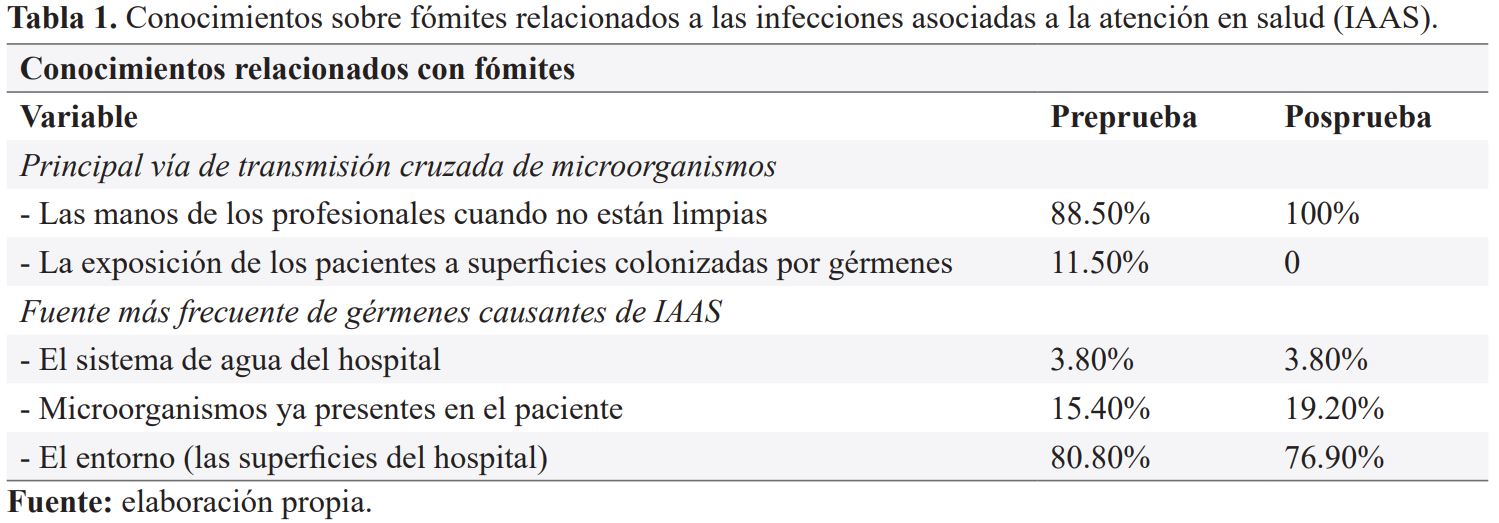 Tabla 1. Conocimientos sobre fómites relacionados a las infecciones asociadas a la atención en salud (IAAS).
Conocimientos relacionados con fómites
Variable Preprueba Posprueba
Principal vía de transmisión cruzada de microorganismos
- Las manos de los profesionales cuando no están limpias 88.50% 100%
- La exposición de los pacientes a superficies colonizadas por gérmenes 11.50% 0
Fuente más frecuente de gérmenes causantes de IAAS
- El sistema de agua del hospital 3.80% 3.80%
- Microorganismos ya presentes en el paciente 15.40% 19.20%
- El entorno (las superficies del hospital) 80.80% 76.90%
Fuente: elaboración propia.